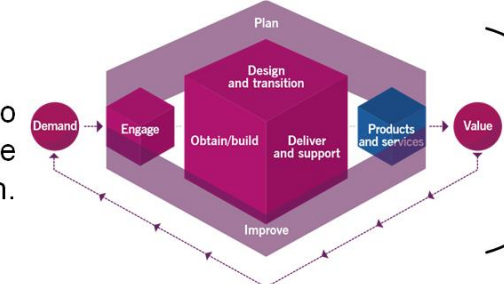 Plan
Design
and transition
o
Demand
Engage
Obtain/build
Deliver
and support
Products
and services
Value
e
n.
Improve